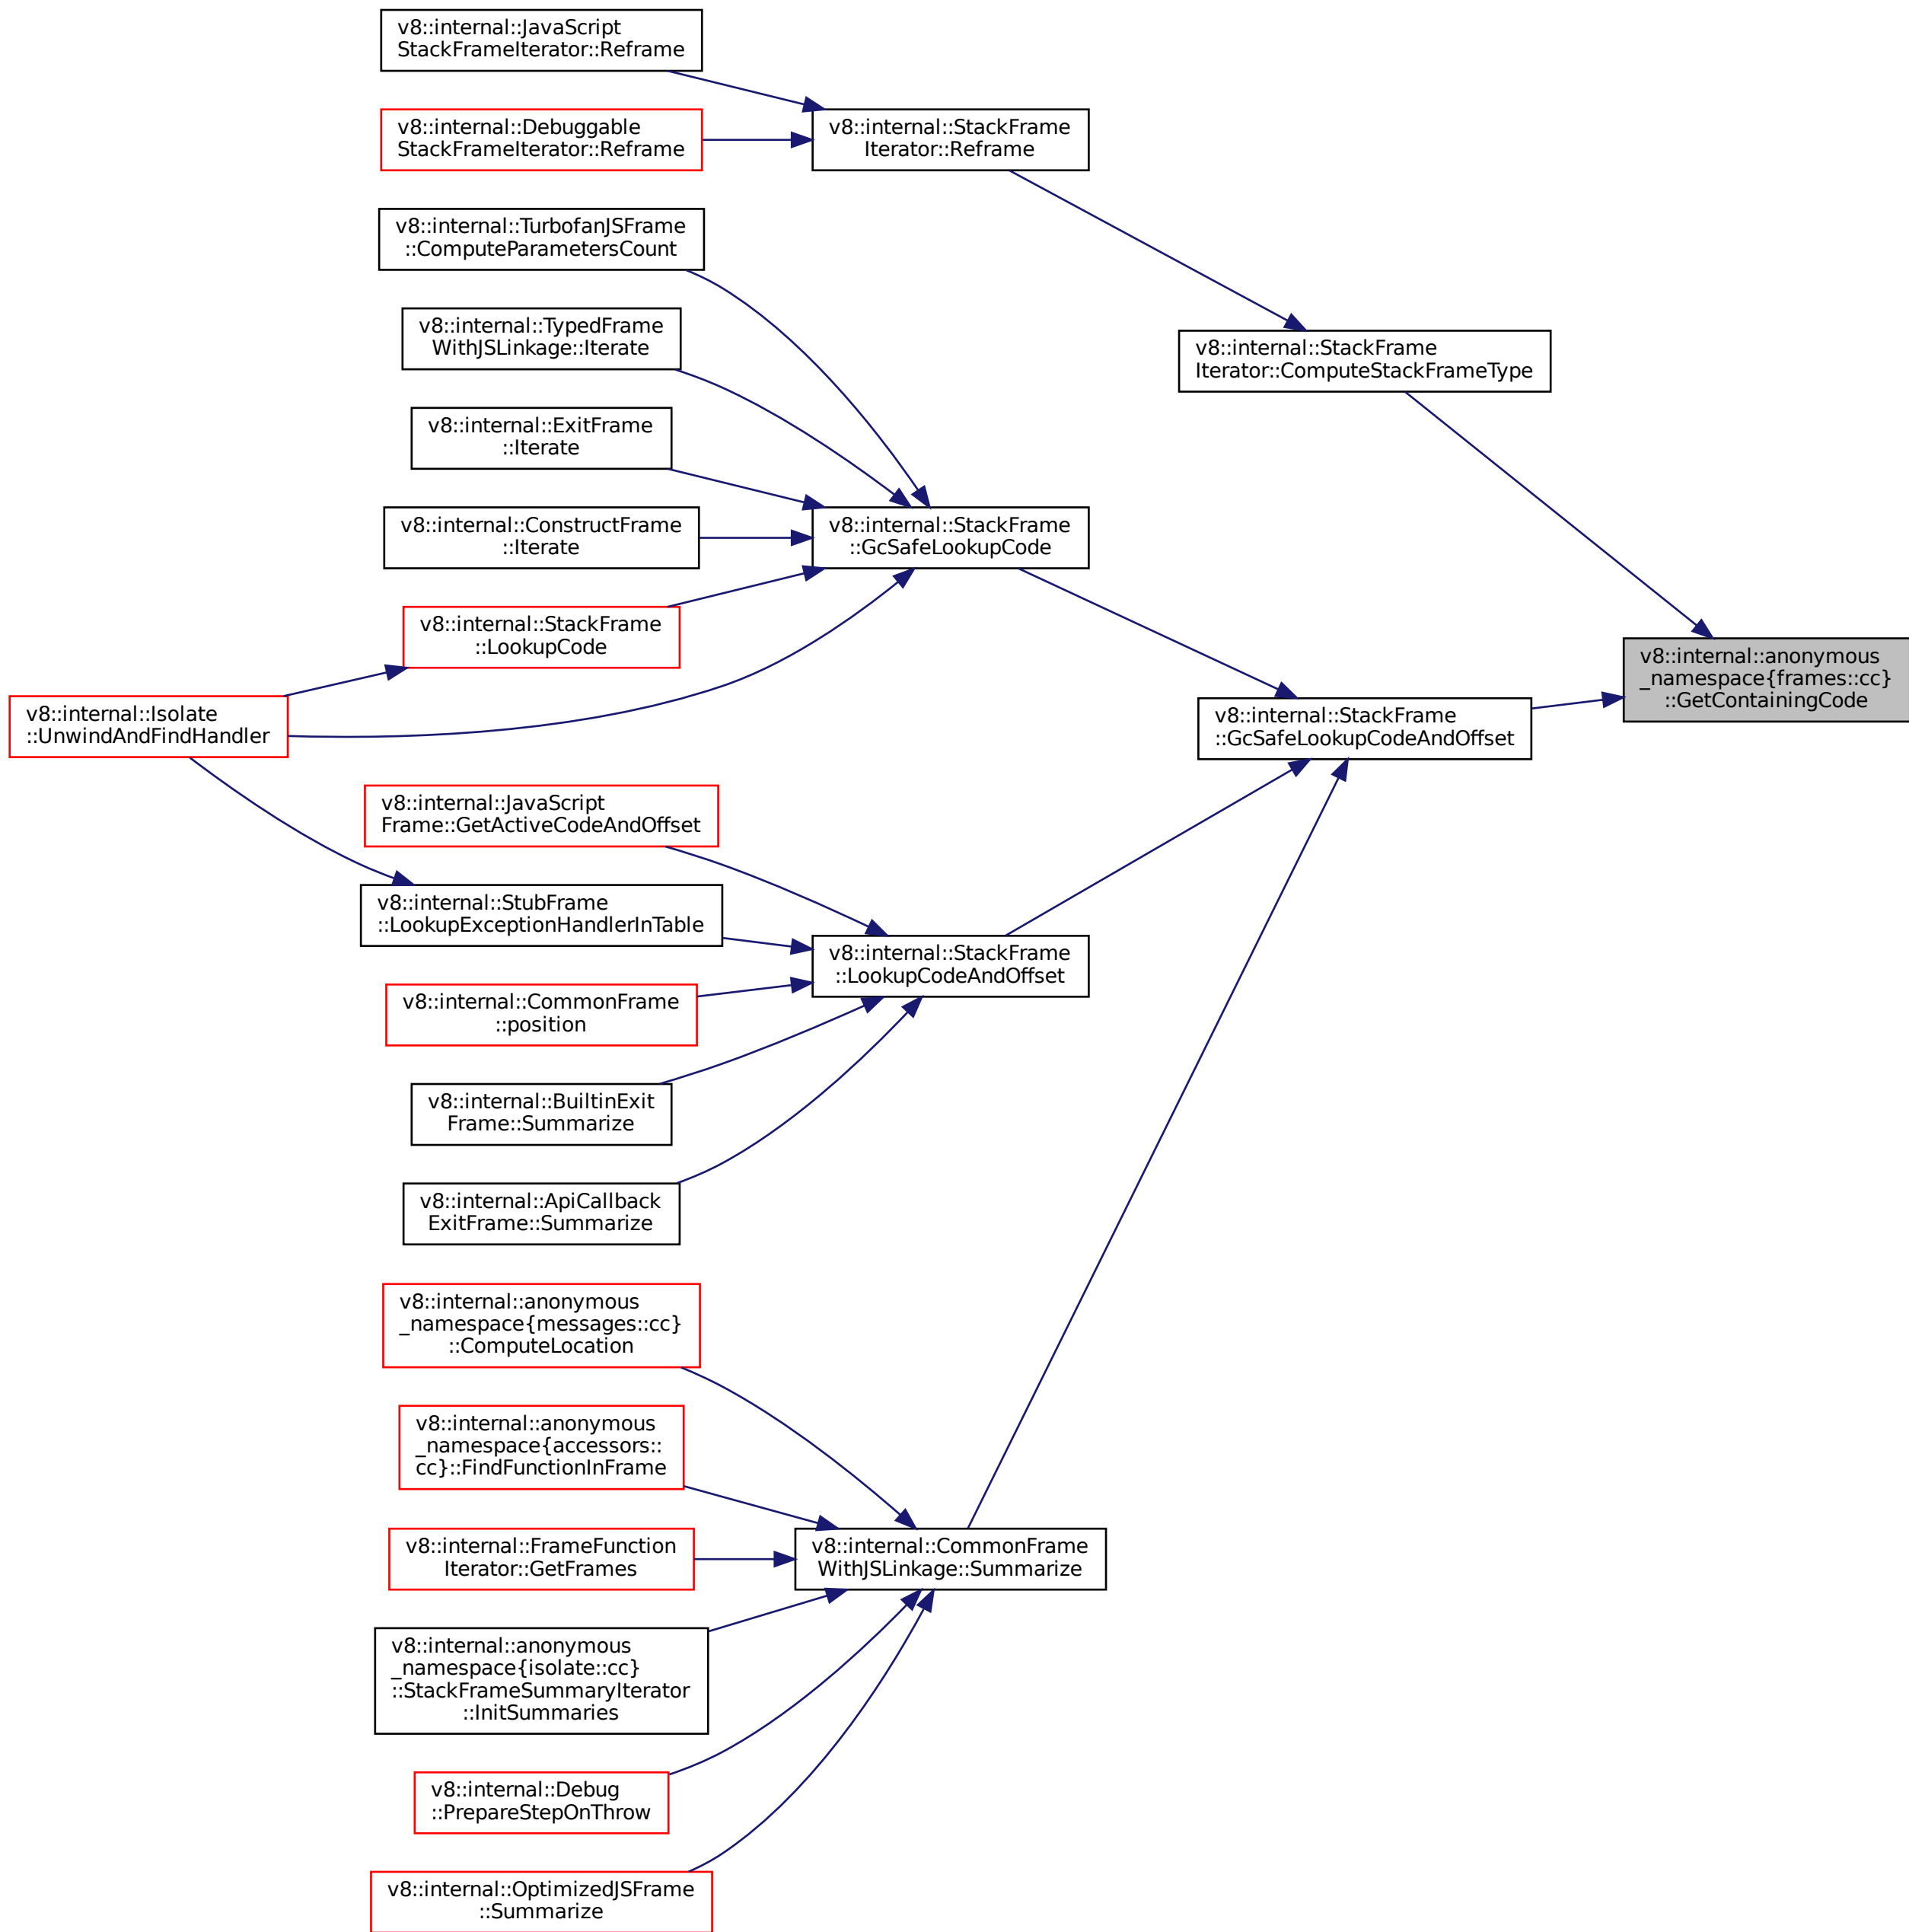 v8::internal::JavaScript
StackFrameIterator::Reframe
v8::internal::Debuggable
StackFrameIterator::Reframe
v8::internal::StackFrame
Iterator::Reframe
v8::internal::TurbofanJSFrame
::ComputeParametersCount
v8::internal::TypedFrame
WithJSLinkage::Iterate
v8::internal::StackFrame
Iterator::ComputeStackFrameType
v8::internal::ExitFrame
::Iterate
v8::internal::ConstructFrame
::Iterate
v8::internal::StackFrame
::GcSafeLookupCode
v8::internal::StackFrame
::LookupCode
v8::internal::anonymous
_namespace{frames::cc}
::GetContainingCode
v8::internal::Isolate
::UnwindAndFindHandler
v8::internal::StackFrame
::GcSafeLookupCodeAndOffset
v8::internal::JavaScript
Frame::GetActiveCodeAndOffset
v8::internal::StubFrame
::LookupExceptionHandlerInTable
v8::internal::StackFrame
::LookupCodeAndOffset
v8::internal::CommonFrame
::position
v8::internal::BuiltinExit
Frame::Summarize
v8::internal::ApiCallback
ExitFrame::Summarize
v8::internal::anonymous
_namespace{messages::cc}
::ComputeLocation
v8::internal::anonymous
_namespace{accessors::
cc}::FindFunctionInFrame
v8::internal::FrameFunction
Iterator::GetFrames
v8::internal::CommonFrame
WithJSLinkage::Summarize
v8::internal::anonymous
_namespace{isolate::cc}
::StackFrameSummaryIterator
::InitSummaries
v8::internal::Debug
::PrepareStepOnThrow
v8::internal::OptimizedJSFrame
::Summarize